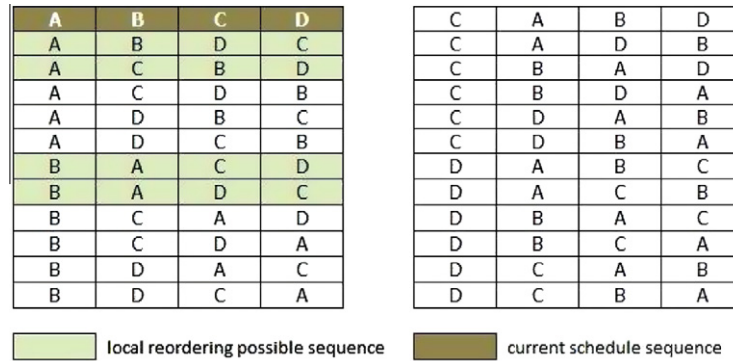 A B C D
A B D C
A C B D
A C D B
A D B C
A D C B
B A C D
B A D C
B C A D
B C D A
B D A C
B D C A
C A B D
C A D B
C B A D
C B D A
C D A B
C D B A
D A B C
D A C B
D B A C
D B C A
D C A B
D C B A
local reordering possible sequence
current schedule sequence